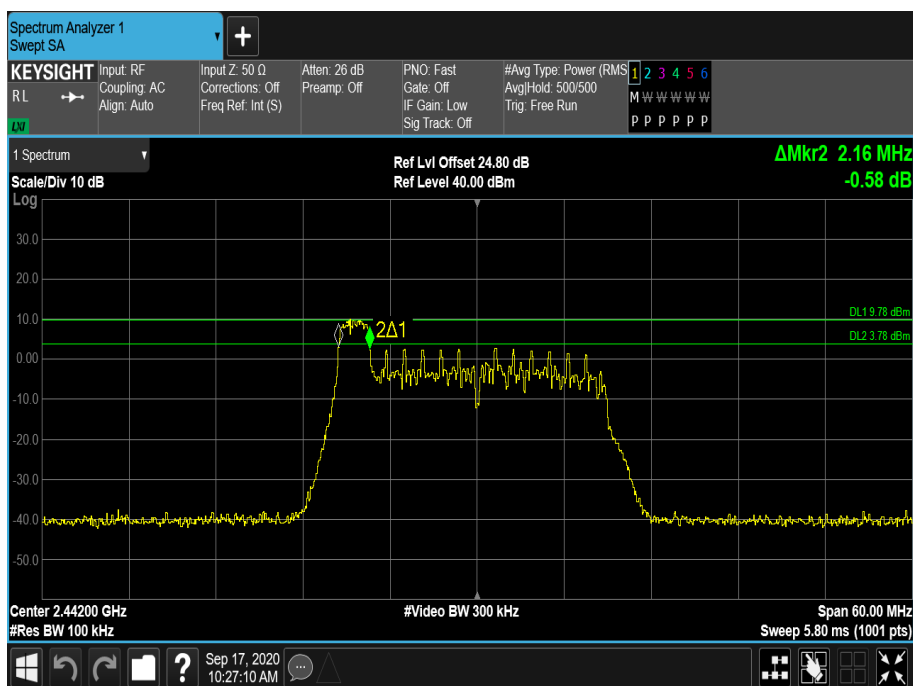 Spectrum Analyzer 1
Swept SA
+
KEYSIGHT
R L
LXI
Input: RF
Coupling: AC
Align: Auto
Input Z: 50 Ω
Corrections: Off
Freq Ref: Int (S)
Atten: 26 dB
Preamp: Off
PNO: Fast
Gate: Off
IF Gain: Low
Sig Track: Off
#Avg Type: Power (RMS
Avg|Hold: 500/500
Trig: Free Run
1 2 3 4 5 6
M W W W W W
P P P P P P
1 Spectrum
Scale/Div 10 dB
Ref Lvl Offset 24.80 dB
Ref Level 40.00 dBm
ΔMkr2 2.16 MHz
-0.58 dB
Log
30.0
20.0
10.0
0.00
-10.0
-20.0
-30.0
-40.0
-50.0
DL1 9.78 dBm
DL2 3.78 dBm
1
2Δ1
Center 2.44200 GHz
#Video BW 300 kHz
Span 60.00 MHz
#Res BW 100 kHz
Sweep 5.80 ms (1001 pts)
?
Sep 17, 2020
10:27:10 AM